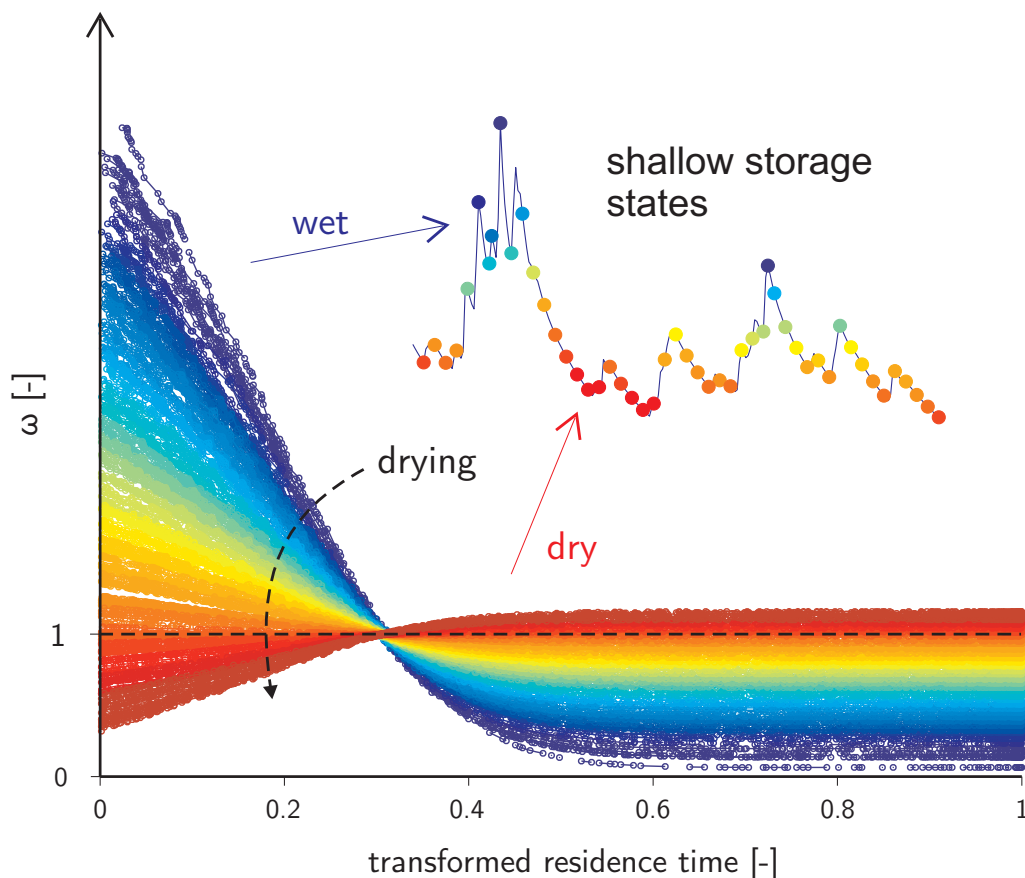 shallow storage
states
wet
ω [-]
drying
dry
1
0
0
0.2
0.4
0.6
0.8
1
transformed residence time [-]